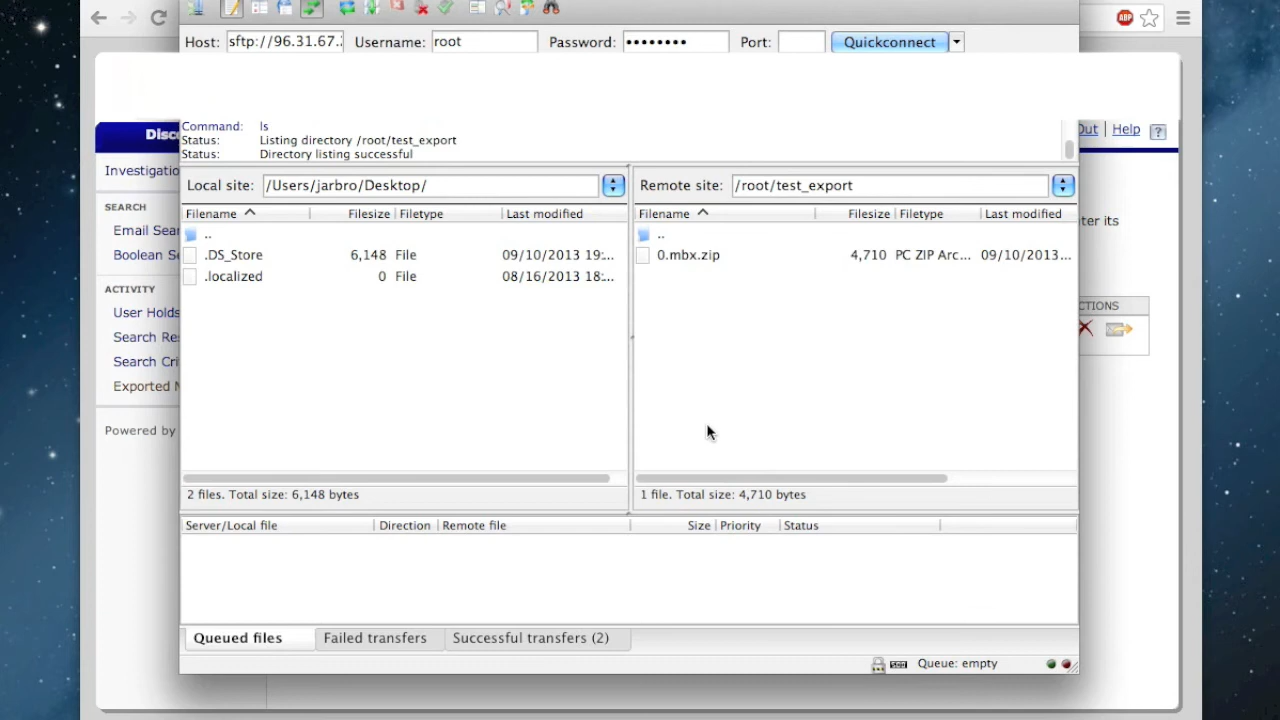 ABP
Host: sftp://96.31.67.: Username: root Password: •••••••• Port: Quickconnect
Command: ls
Status: Listing directory /root/test_export
Status: Directory listing successful
Disco
Out | Help ?
Investigatio
Local site: /Users/jarbro/Desktop/
Remote site: /root/test_export
SEARCH
Filename Filesize Filetype Last modified
Filename Filesize Filetype Last modified
ter its
Email Sea
..
..
Boolean Se
.DS_Store 6,148 File 09/10/2013 19:...
0.mbx.zip 4,710 PC ZIP Arc... 09/10/2013...
.localized 0 File 08/16/2013 18:...
ACTIVITY
CTIONS
User Holds
Search Re
Search Cri
Exported M
Powered by
2 files. Total size: 6,148 bytes
1 file. Total size: 4,710 bytes
Server/Local file Direction Remote file Size Priority Status
Queued files Failed transfers Successful transfers (2)
Queue: empty